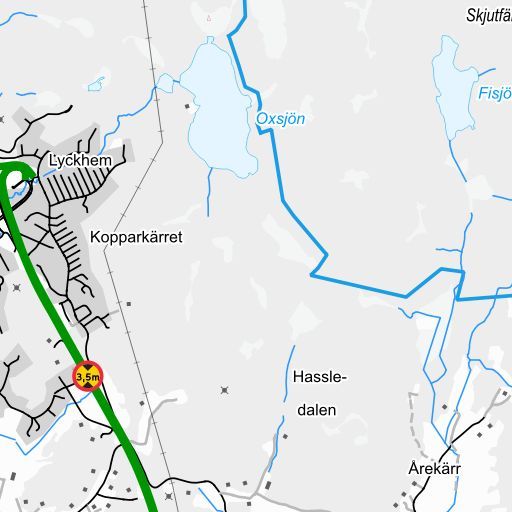 Skjutfä
Fisjö
Oxsjön
Lyckhem
Kopparkärret
3,5m
Hassle-
dalen
Årekärr